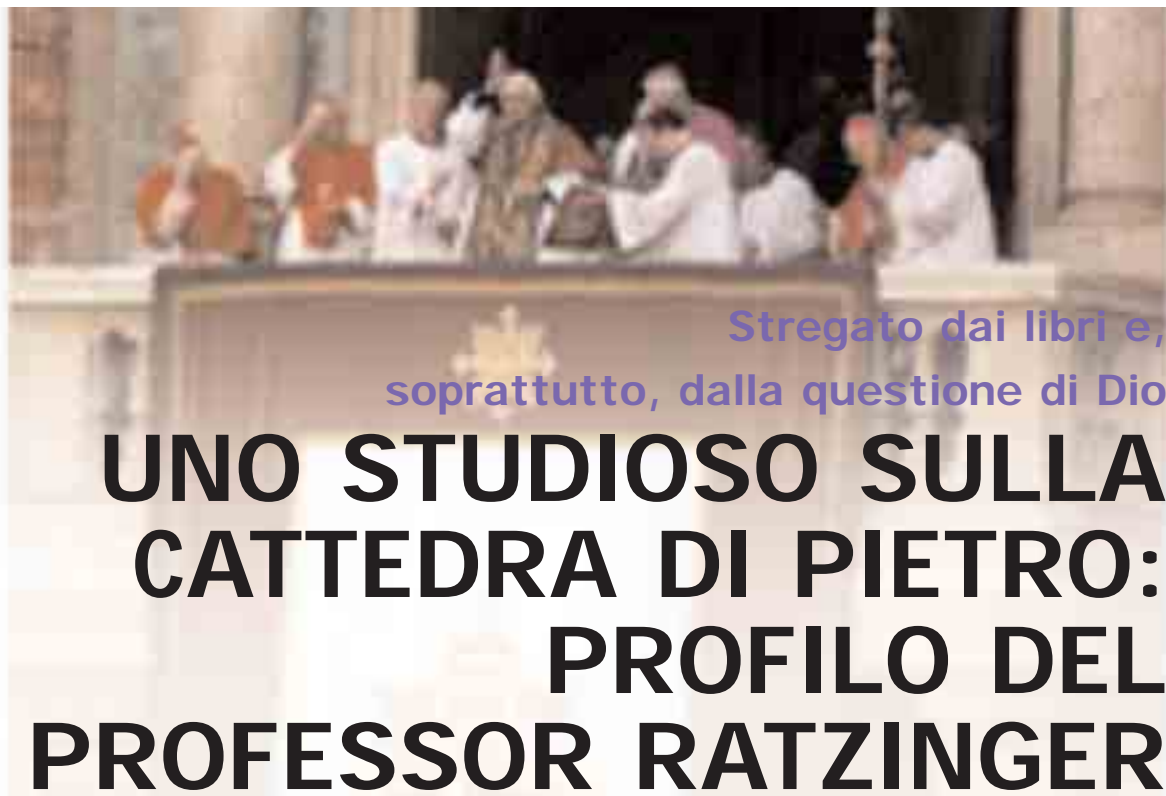 Stregato dai libri e,
soprattutto, dalla questione di Dio
UNO STUDIOSO SULLA
CATTEDRA DI PIETRO:
PROFILO DEL
PROFESSOR RATZINGER